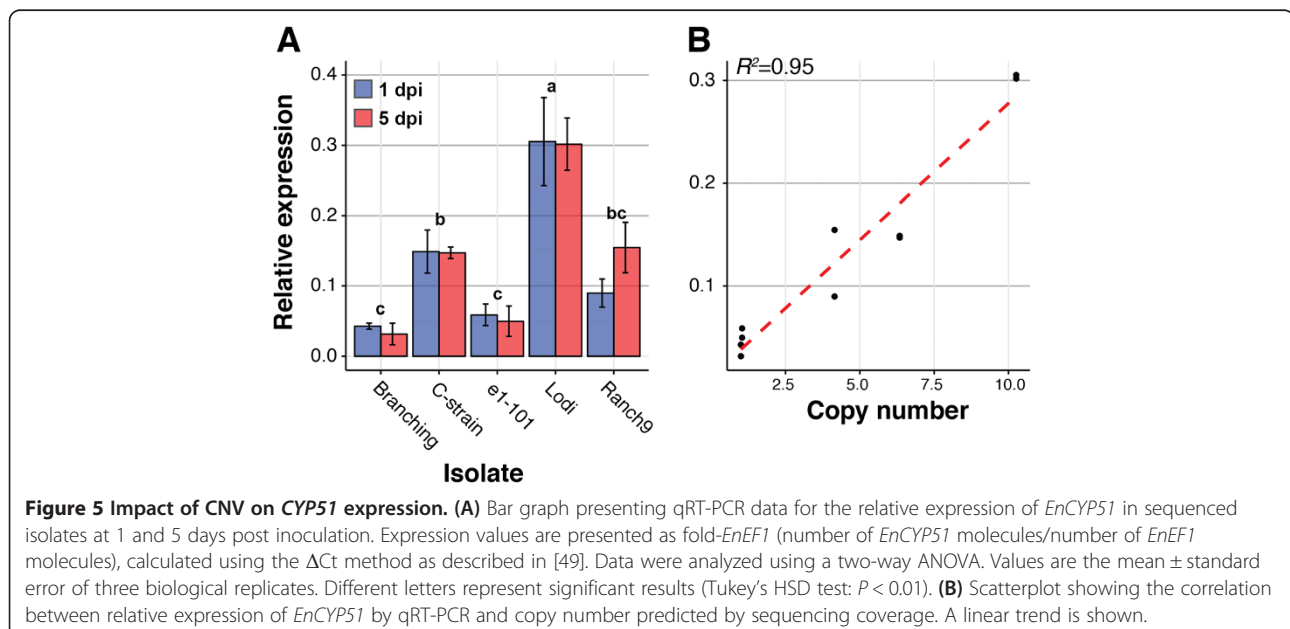 A
B
0.4
0.3
0.2
0.1
0.0
Relative expression
1 dpi
5 dpi
c
b
c
a
bc
Branching
C-strain
e1-101
Lodi
Ranch9
Isolate
R²=0.95
0.3
0.2
0.1
2.5 5.0 7.5 10.0
Copy number
Figure 5 Impact of CNV on CYP51 expression. (A) Bar graph presenting qRT-PCR data for the relative expression of EnCYP51 in sequenced
isolates at 1 and 5 days post inoculation. Expression values are presented as fold-EnEF1 (number of EnCYP51 molecules/number of EnEF1
molecules), calculated using the ΔCt method as described in [49]. Data were analyzed using a two-way ANOVA. Values are the mean ± standard
error of three biological replicates. Different letters represent significant results (Tukey's HSD test: P < 0.01). (B) Scatterplot showing the correlation
between relative expression of EnCYP51 by qRT-PCR and copy number predicted by sequencing coverage. A linear trend is shown.